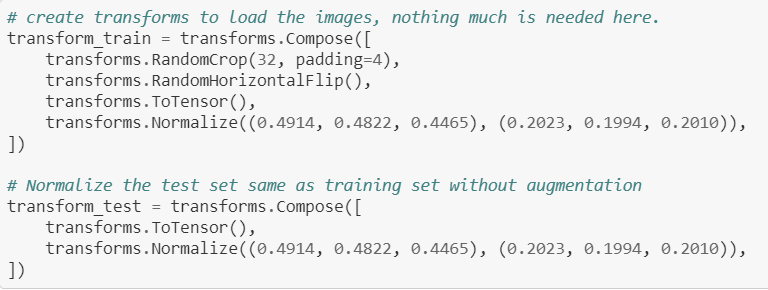 # create transforms to load the images, nothing much is needed here.
transform_train = transforms.Compose([
    transforms.RandomCrop(32, padding=4),
    transforms.RandomHorizontalFlip(),
    transforms.ToTensor(),
    transforms.Normalize((0.4914, 0.4822, 0.4465), (0.2023, 0.1994, 0.2010)),
])
# Normalize the test set same as training set without augmentation
transform_test = transforms.Compose([
    transforms.ToTensor(),
    transforms.Normalize((0.4914, 0.4822, 0.4465), (0.2023, 0.1994, 0.2010)),
])